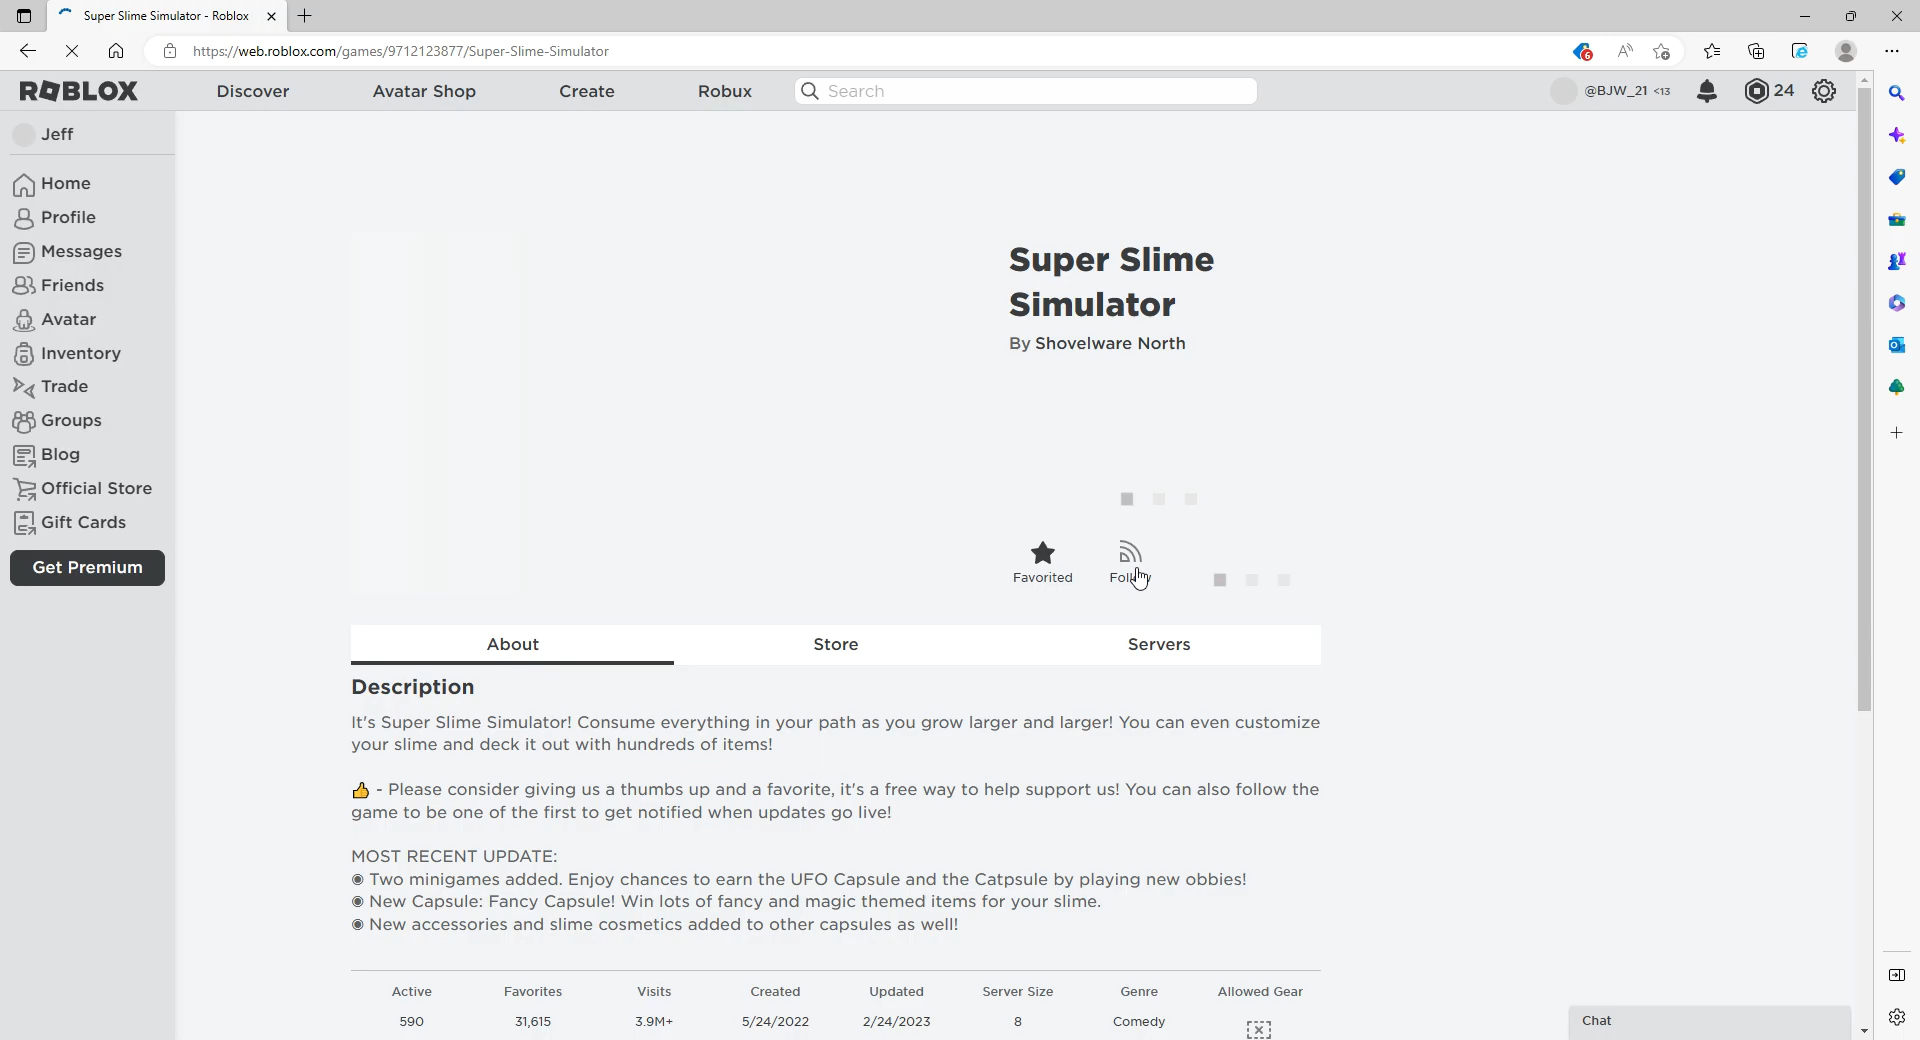 Super Slime Simulator - Roblox
https://web.roblox.com/games/9712123877/Super-Slime-Simulator
6
ROBLOX
Discover
Avatar Shop
Create
Robux
Search
@BJW_21 <13
24
Jeff
Home
Profile
Messages
Friends
Avatar
Inventory
Trade
Groups
Blog
Official Store
Gift Cards
Get Premium
Super Slime
Simulator
By Shovelware North
Favorited
About
Store
Servers
Description
It's Super Slime Simulator! Consume everything in your path as you grow larger and larger! You can even customize
your slime and deck it out with hundreds of items!
👍 - Please consider giving us a thumbs up and a favorite, it's a free way to help support us! You can also follow the
game to be one of the first to get notified when updates go live!
MOST RECENT UPDATE:
◉ Two minigames added. Enjoy chances to earn the UFO Capsule and the Catpsule by playing new obbies!
◉ New Capsule: Fancy Capsule! Win lots of fancy and magic themed items for your slime.
◉ New accessories and slime cosmetics added to other capsules as well!
Active Favorites Visits Created Updated Server Size Genre Allowed Gear
590 31,615 3.9M+ 5/24/2022 2/24/2023 8 Comedy
Chat